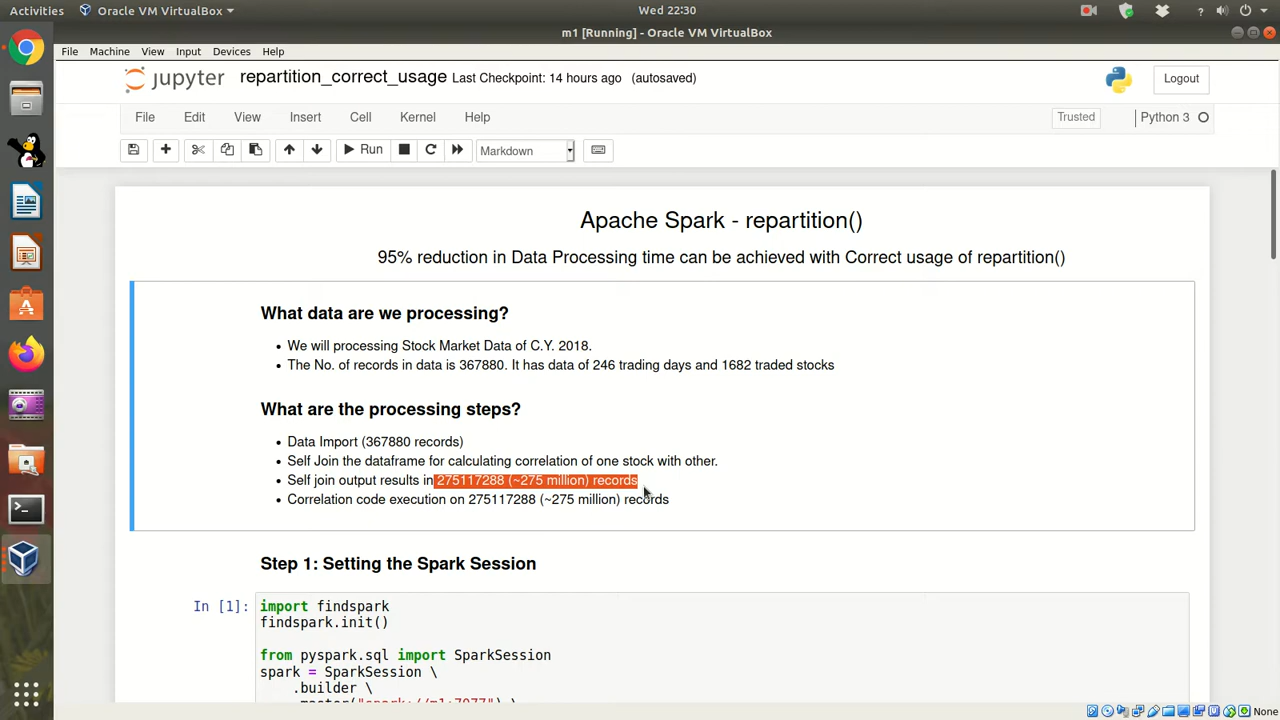 Activities Oracle VM VirtualBox Wed 22:30
m1 [Running] - Oracle VM VirtualBox
File Machine View Input Devices Help
jupyter repartition_correct_usage Last Checkpoint: 14 hours ago (autosaved) Logout
File Edit View Insert Cell Kernel Help Trusted Python 3
Run Markdown
Apache Spark - repartition()
95% reduction in Data Processing time can be achieved with Correct usage of repartition()
What data are we processing?
• We will processing Stock Market Data of C.Y. 2018.
• The No. of records in data is 367880. It has data of 246 trading days and 1682 traded stocks
What are the processing steps?
• Data Import (367880 records)
• Self Join the dataframe for calculating correlation of one stock with other.
• Self join output results in 275117288 (~275 million) records
• Correlation code execution on 275117288 (~275 million) records
Step 1: Setting the Spark Session
In [1]: import findspark
findspark.init()
from pyspark.sql import SparkSession
spark = SparkSession \
.builder \
.master("spark://m1:7077") \
None